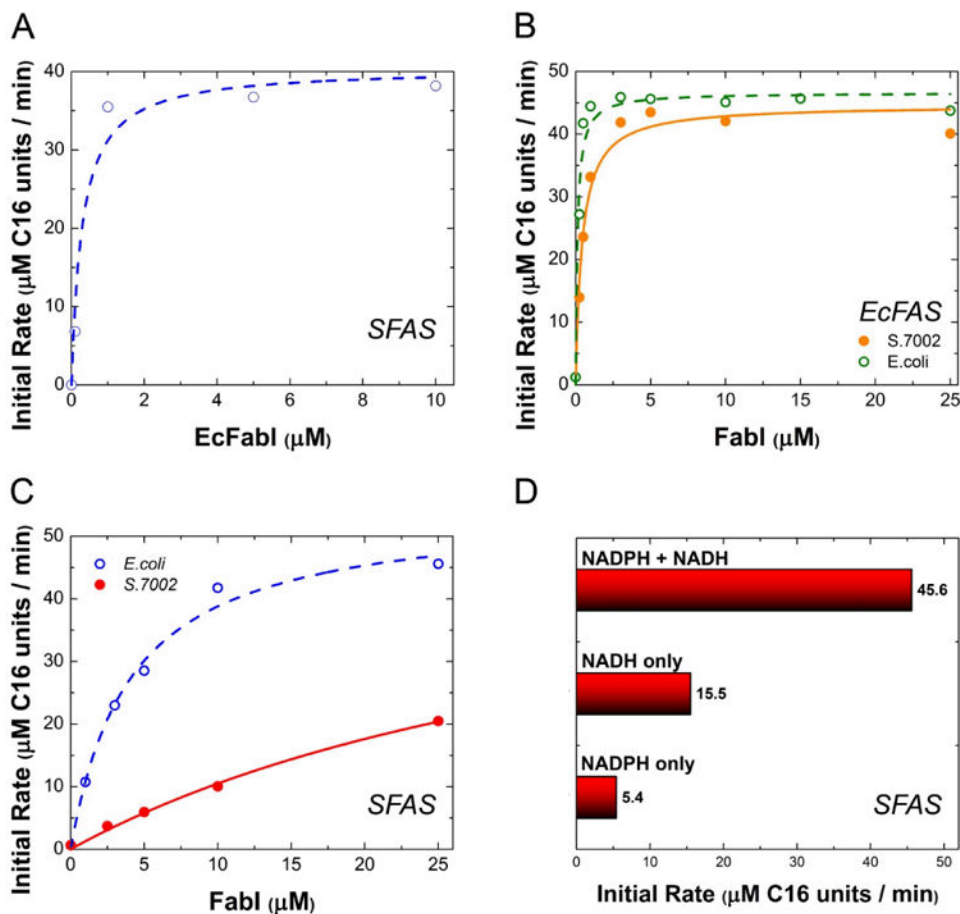 A
Initial Rate (μM C16 units / min)
40
30
20
10
0
0
2
4
6
8
10
EcFabI (μM)
SFAS
B
Initial Rate (μM C16 units / min)
50
40
30
20
10
0
0
5
10
15
20
25
FabI (μM)
EcFAS
S.7002
E.coli
C
Initial Rate (μM C16 units / min)
50
40
30
20
10
0
0
5
10
15
20
25
FabI (μM)
E.coli
S.7002
SFAS
D
NADPH + NADH
45.6
NADH only
15.5
NADPH only
5.4
SFAS
0
10
20
30
40
50
Initial Rate (μM C16 units / min)